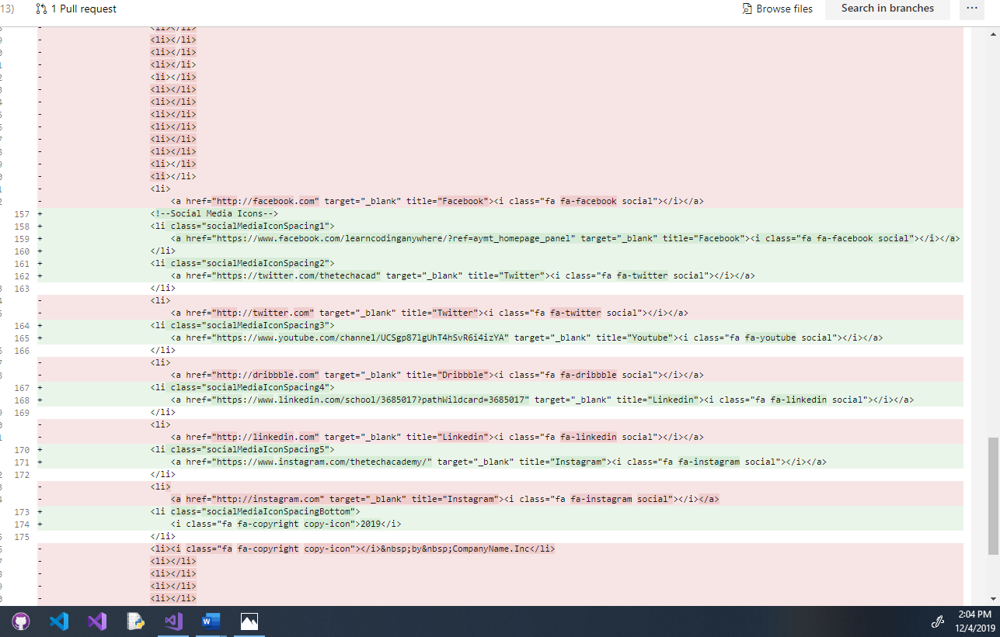 13) 1 Pull request Browse files Search in branches ...
- <li></li>
- <li></li>
- <li></li>
- <li></li>
- <li></li>
- <li></li>
- <li></li>
- <li></li>
- <li></li>
- <li></li>
- <li></li>
- <li></li>
- <li></li>
- <li>
- <a href="http://facebook.com" target="_blank" title="Facebook"><i class="fa fa-facebook social"></i></a>
157 + <!--Social Media Icons-->
158 + <li class="socialMediaIconSpacing1">
159 + <a href="https://www.facebook.com/learncodinganywhere/?ref=aymt_homepage_panel" target="_blank" title="Facebook"><i class="fa fa-facebook social"></i></a>
160 + </li>
161 + <li class="socialMediaIconSpacing2">
162 + <a href="https://twitter.com/thetechacad" target="_blank" title="Twitter"><i class="fa fa-twitter social"></i></a>
163 </li>
- <li>
- <a href="http://twitter.com" target="_blank" title="Twitter"><i class="fa fa-twitter social"></i></a>
164 + <li class="socialMediaIconSpacing3">
165 + <a href="https://www.youtube.com/channel/UCSgp87lgUhT4hSvR6i4izYA" target="_blank" title="Youtube"><i class="fa fa-youtube social"></i></a>
166 </li>
- <li>
- <a href="http://dribbble.com" target="_blank" title="Dribbble"><i class="fa fa-dribbble social"></i></a>
167 + <li class="socialMediaIconSpacing4">
168 + <a href="https://www.linkedin.com/school/3685017?pathWildcard=3685017" target="_blank" title="Linkedin"><i class="fa fa-linkedin social"></i></a>
169 </li>
- <li>
- <a href="http://linkedin.com" target="_blank" title="Linkedin"><i class="fa fa-linkedin social"></i></a>
170 + <li class="socialMediaIconSpacing5">
171 + <a href="https://www.instagram.com/thetechacademy/" target="_blank" title="Instagram"><i class="fa fa-instagram social"></i></a>
172 </li>
- <li>
- <a href="http://instagram.com" target="_blank" title="Instagram"><i class="fa fa-instagram social"></i></a>
173 + <li class="socialMediaIconSpacingBottom">
174 + <i class="fa fa-copyright copy-icon">2019</i>
175 </li>
- <li><i class="fa fa-copyright copy-icon"></i>&nbsp;by&nbsp;CompanyName.Inc</li>
- <li></li>
- <li></li>
- <li></li>
- <li></li>
2:04 PM
12/4/2019